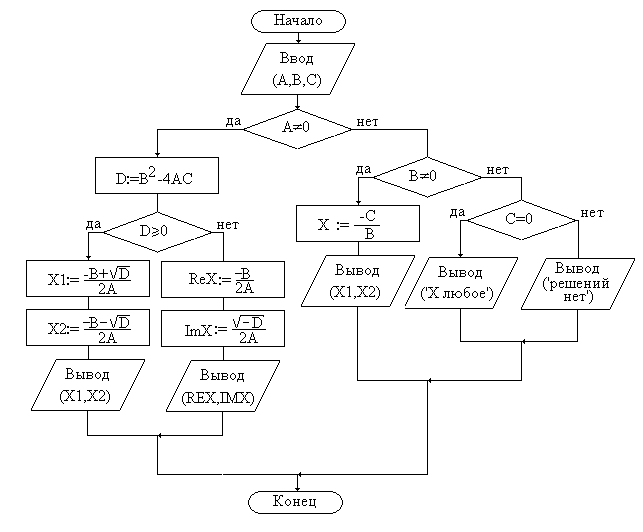 Начало
Ввод
(A,B,C)
да
A≠0
нет
D:=B²-4AC
да
B≠0
нет
да
D≥0
нет
X := -C/B
да
C=0
нет
X1:= -B+√D/2A
ReX:= -B/2A
Вывод
(X1,X2)
Вывод
('X любое')
Вывод
('решений
нет')
X2:= -B-√D/2A
ImX:= √-D/2A
Вывод
(X1,X2)
Вывод
(REX,IMX)
Конец